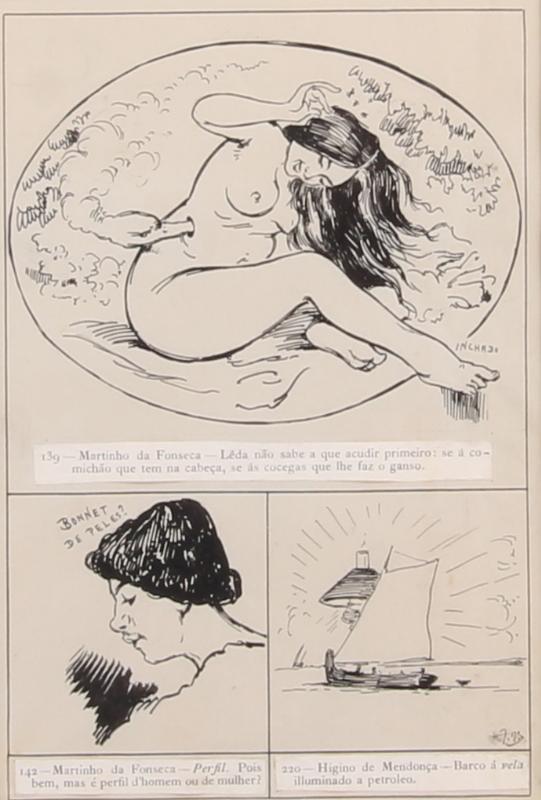 INCHADO
139 — Martinho da Fonseca — Lêda não sabe a que acudir primeiro: se á co-
michão que tem na cabeça, se ás cocegas que lhe faz o ganso.
BONNET
DE PELES?
142 — Martinho da Fonseca — Perfil. Pois
bem, mas é perfil d'homem ou de mulher?
220 — Higino de Mendonça — Barco á vela
illuminado a petroleo.